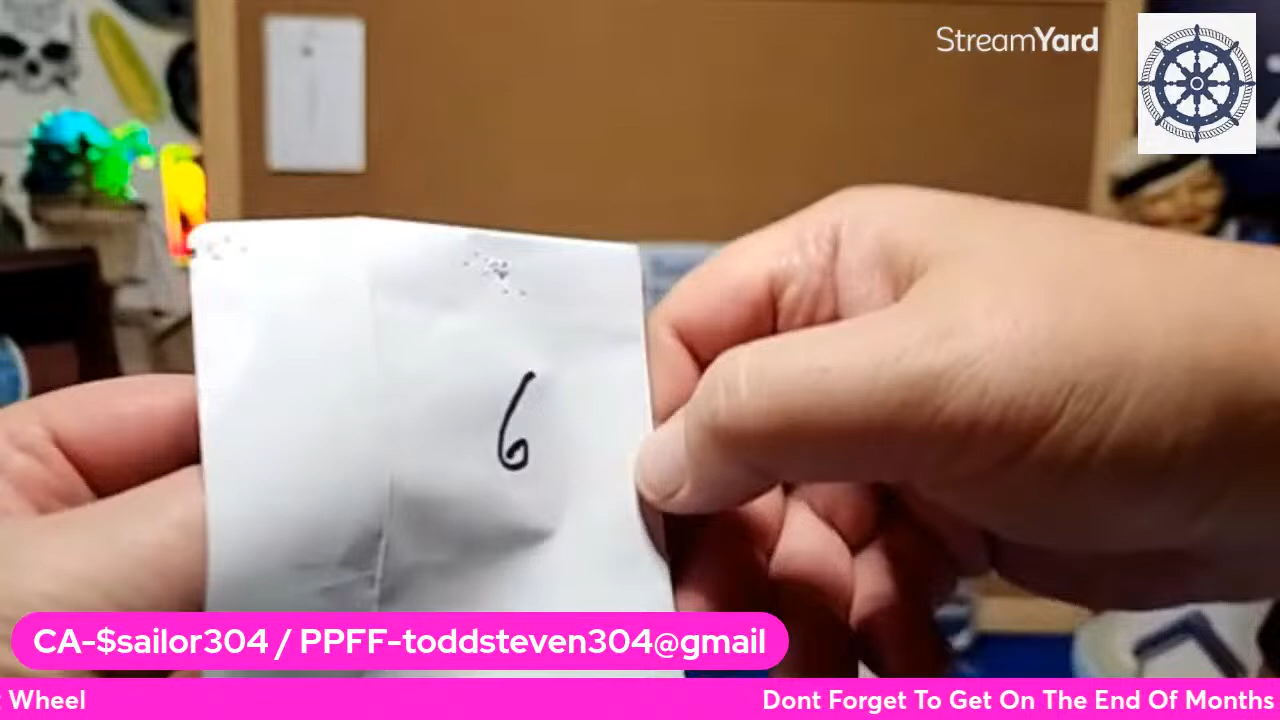 StreamYard
6
CA-$sailor304 / PPFF-toddsteven304@gmail
Wheel
Dont Forget To Get On The End Of Months